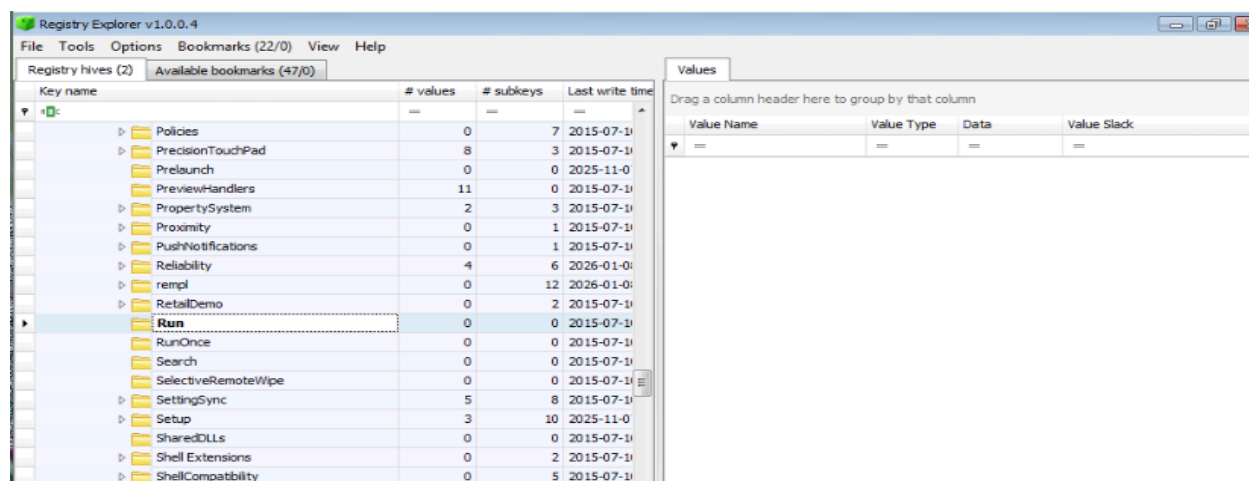 Registry Explorer v1.0.0.4
File Tools Options Bookmarks (22/0) View Help
Registry hives (2) Available bookmarks (47/0) Values
Key name # values # subkeys Last write time
Drag a column header here to group by that column
Value Name Value Type Data Value Slack
= = =
= = = =
Policies 0 7 2015-07-1
PrecisionTouchPad 8 3 2015-07-1
Prelaunch 0 0 2025-11-0
PreviewHandlers 11 0 2015-07-1
PropertySystem 2 3 2015-07-1
Proximity 0 1 2015-07-1
PushNotifications 0 1 2015-07-1
Reliability 4 6 2026-01-0
rempl 0 12 2026-01-0
RetailDemo 0 2 2015-07-1
Run 0 0 2015-07-1
RunOnce 0 0 2015-07-1
Search 0 0 2015-07-1
SelectiveRemoteWipe 0 0 2015-07-1
SettingSync 5 8 2015-07-1
Setup 3 10 2025-11-0
SharedDLLs 0 0 2015-07-1
Shell Extensions 0 2 2015-07-1
ShellCompatibility 0 5 2015-07-1